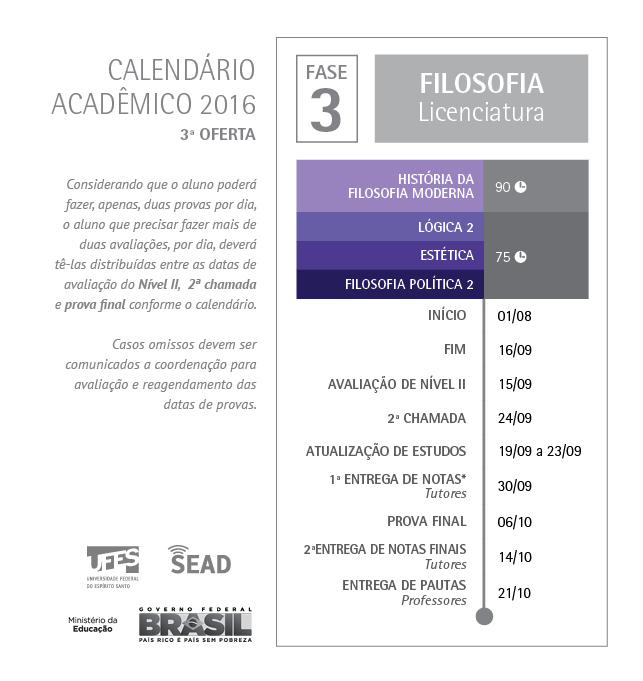 CALENDÁRIO
ACADÊMICO 2016
3ª OFERTA
Considerando que o aluno poderá
fazer, apenas, duas provas por dia,
o aluno que precisar fazer mais de
duas avaliações, por dia, deverá
tê-las distribuídas entre as datas de
avaliação do Nível II, 2ª chamada
e prova final conforme o calendário.
Casos omissos devem ser
comunicados a coordenação para
avaliação e reagendamento das
datas de provas.
UFES
UNIVERSIDADE FEDERAL
DO ESPÍRITO SANTO
SEAD
Ministério da
Educação
GOVERNO FEDERAL
BRASIL
PAÍS RICO É PAÍS SEM POBREZA
FASE
3
FILOSOFIA
Licenciatura
HISTÓRIA DA
FILOSOFIA MODERNA
90
LÓGICA 2
ESTÉTICA
75
FILOSOFIA POLÍTICA 2
INÍCIO 01/08
FIM 16/09
AVALIAÇÃO DE NÍVEL II 15/09
2ª CHAMADA 24/09
ATUALIZAÇÃO DE ESTUDOS 19/09 a 23/09
1ª ENTREGA DE NOTAS*
Tutores
30/09
PROVA FINAL 06/10
2ªENTREGA DE NOTAS FINAIS
Tutores
14/10
ENTREGA DE PAUTAS
Professores
21/10